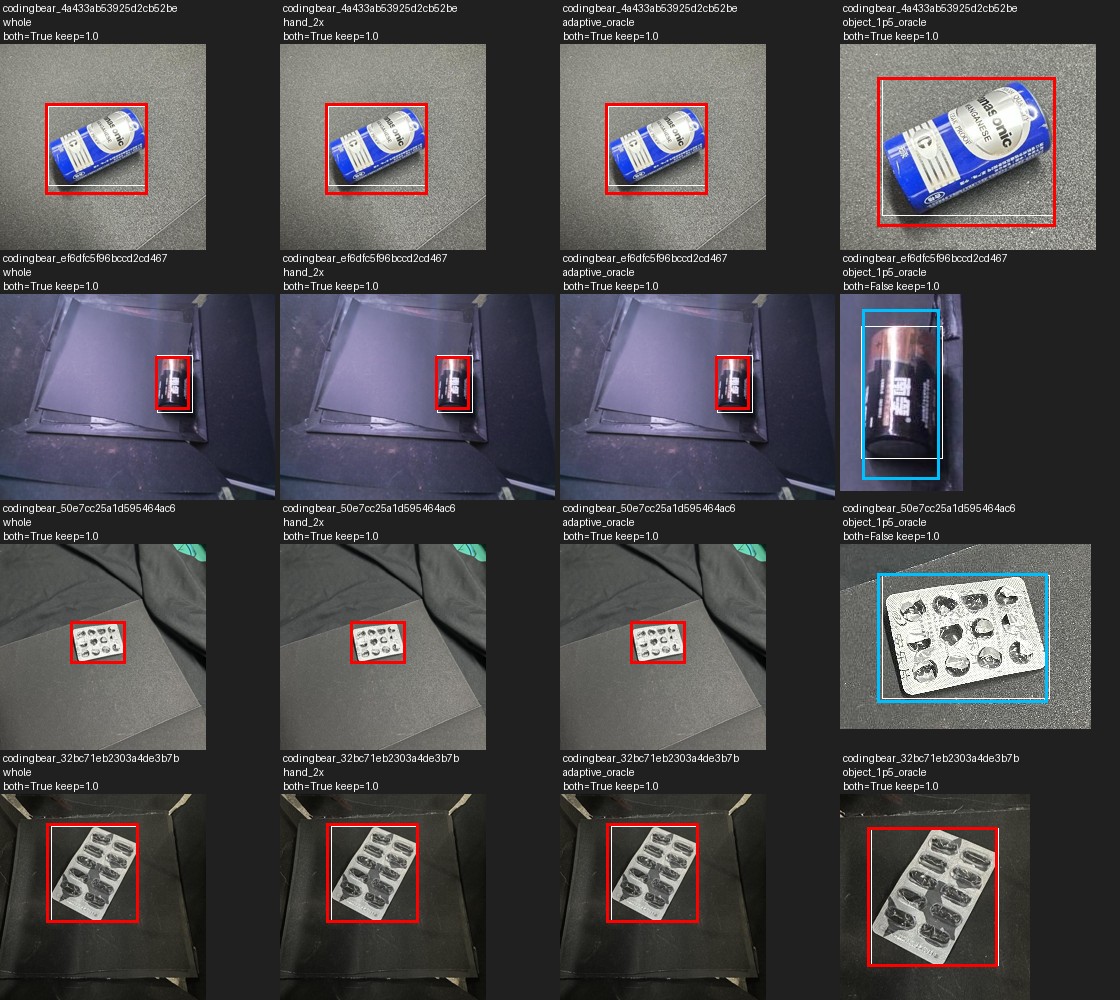 codingbear_4a433ab53925d2cb52be
whole
both=True keep=1.0
codingbear_4a433ab53925d2cb52be
hand_2x
both=True keep=1.0
codingbear_4a433ab53925d2cb52be
adaptive_oracle
both=True keep=1.0
codingbear_4a433ab53925d2cb52be
object_1p5_oracle
both=True keep=1.0
nasonic
MANGANESE
LEAK PROOF
codingbear_ef6dfc5f96bccd2cd467
whole
both=True keep=1.0
codingbear_ef6dfc5f96bccd2cd467
hand_2x
both=True keep=1.0
codingbear_ef6dfc5f96bccd2cd467
adaptive_oracle
both=True keep=1.0
codingbear_ef6dfc5f96bccd2cd467
object_1p5_oracle
both=False keep=1.0
南孚
codingbear_50e7cc25a1d595464ac6
whole
both=True keep=1.0
codingbear_50e7cc25a1d595464ac6
hand_2x
both=True keep=1.0
codingbear_50e7cc25a1d595464ac6
adaptive_oracle
both=True keep=1.0
codingbear_50e7cc25a1d595464ac6
object_1p5_oracle
both=False keep=1.0
codingbear_32bc71eb2303a4de3b7b
whole
both=True keep=1.0
codingbear_32bc71eb2303a4de3b7b
hand_2x
both=True keep=1.0
codingbear_32bc71eb2303a4de3b7b
adaptive_oracle
both=True keep=1.0
codingbear_32bc71eb2303a4de3b7b
object_1p5_oracle
both=True keep=1.0